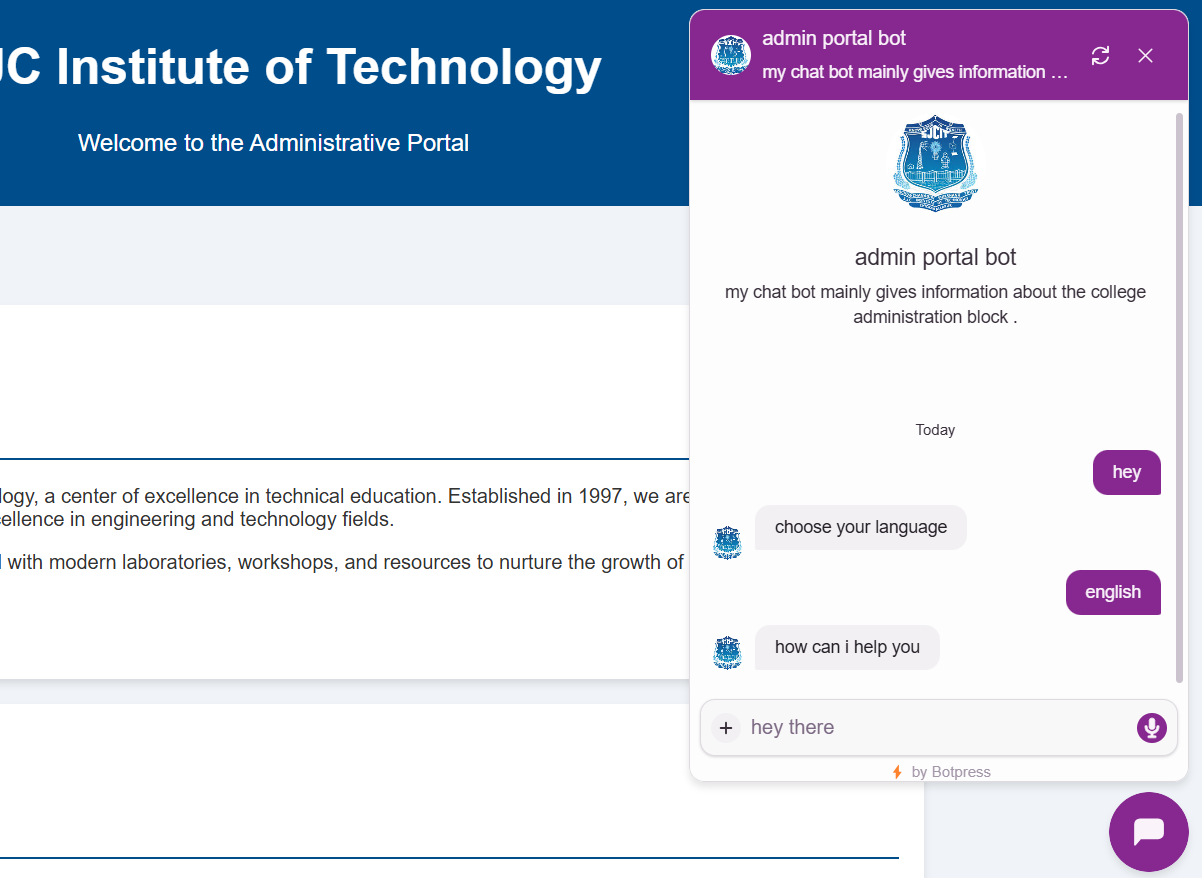 JC Institute of Technology
Welcome to the Administrative Portal
logy, a center of excellence in technical education. Established in 1997, we are
cellence in engineering and technology fields.
with modern laboratories, workshops, and resources to nurture the growth of
admin portal bot
my chat bot mainly gives information …
SJCIT
admin portal bot
my chat bot mainly gives information about the college
administration block .
Today
hey
choose your language
english
how can i help you
hey there
by Botpress